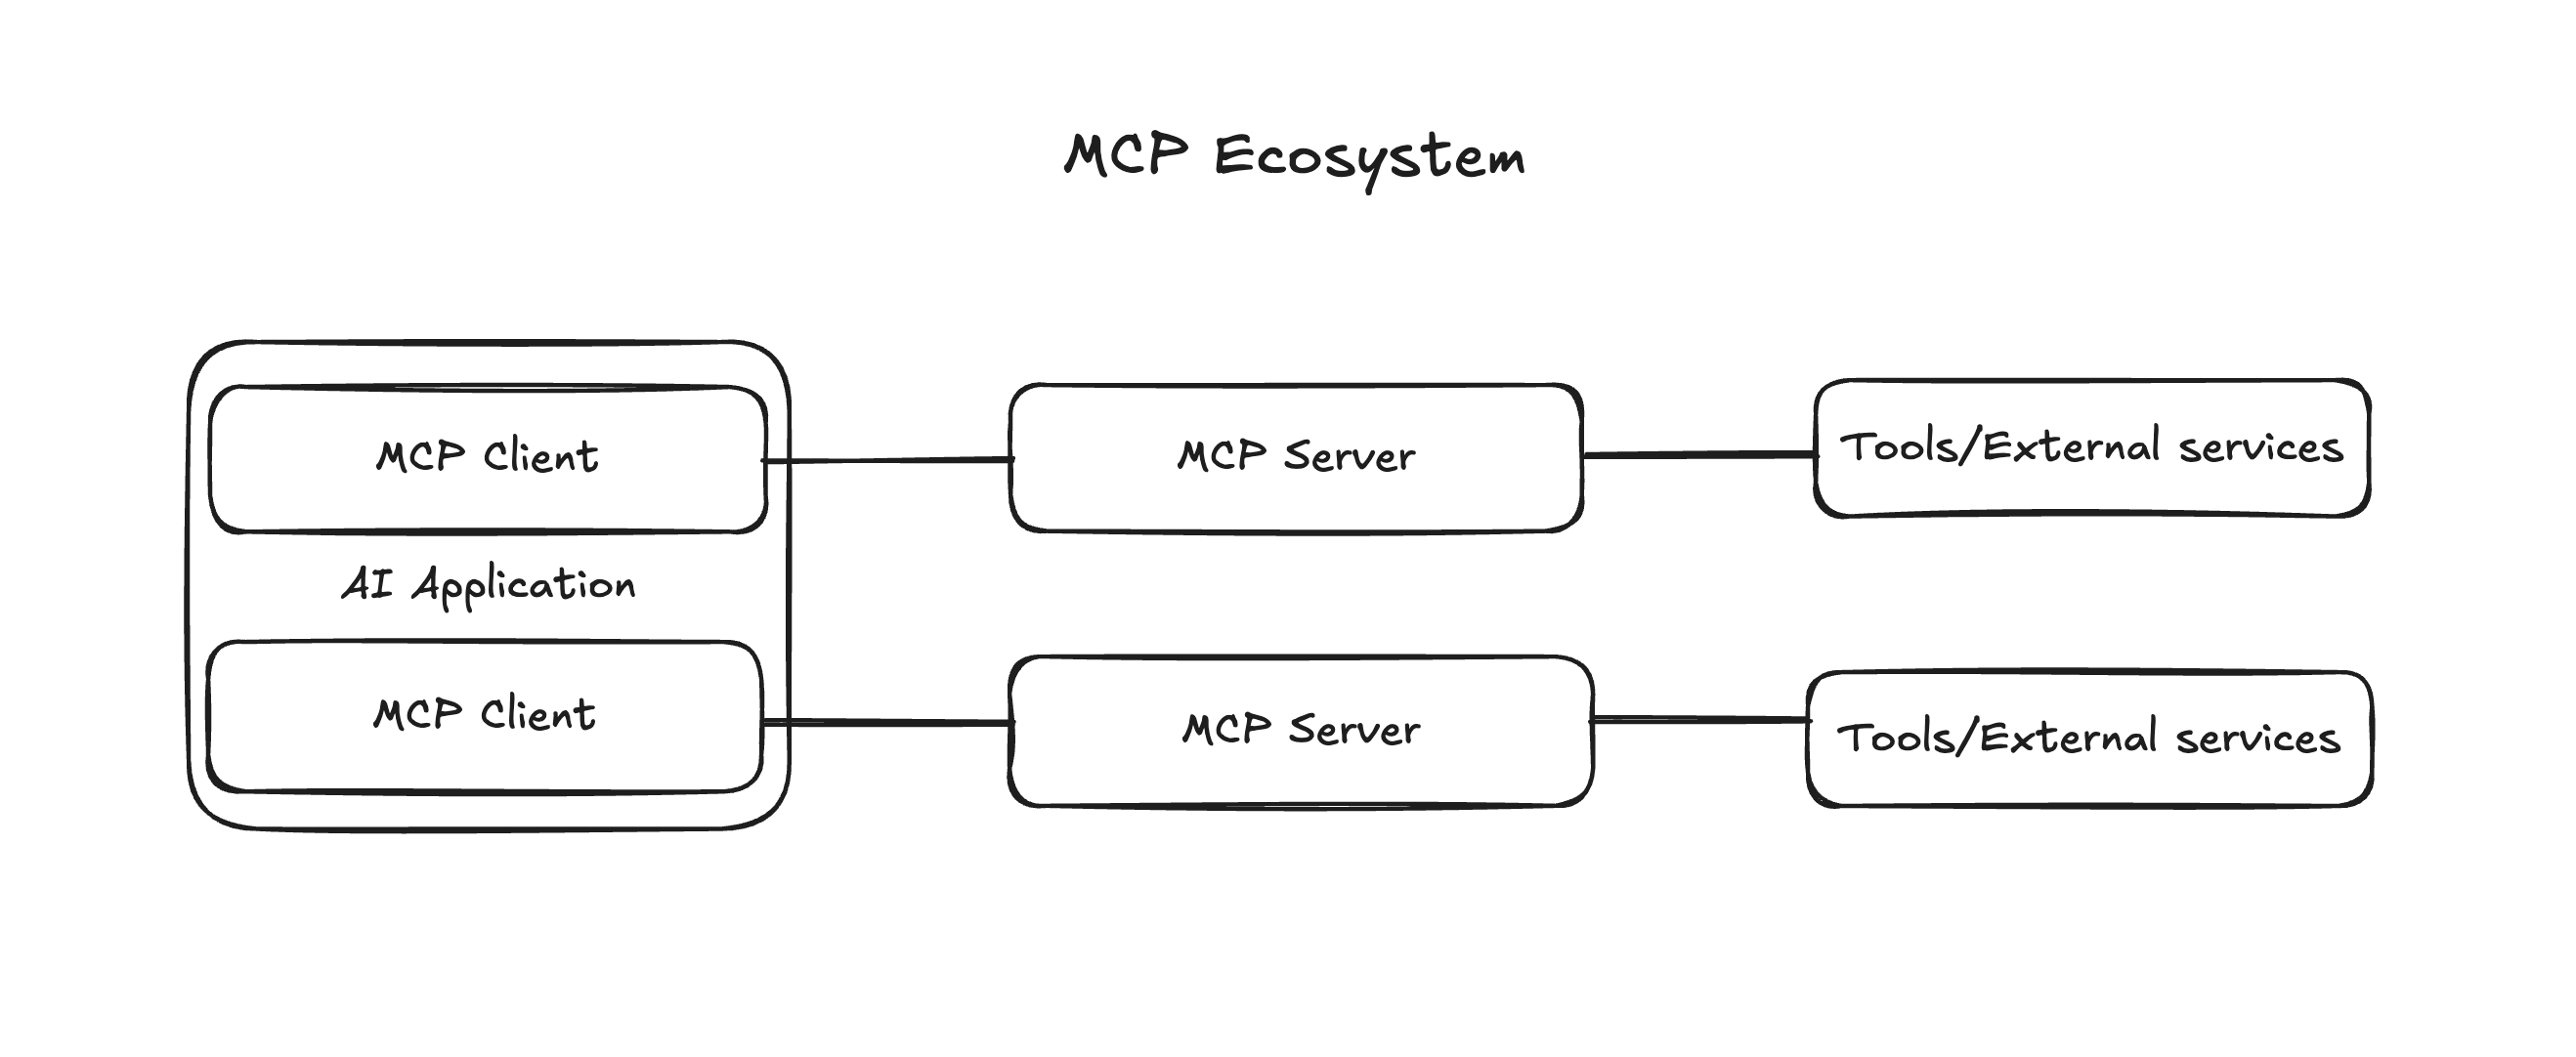 MCP Ecosystem
MCP Client
MCP Server
Tools/External services
AI Application
MCP Client
MCP Server
Tools/External services